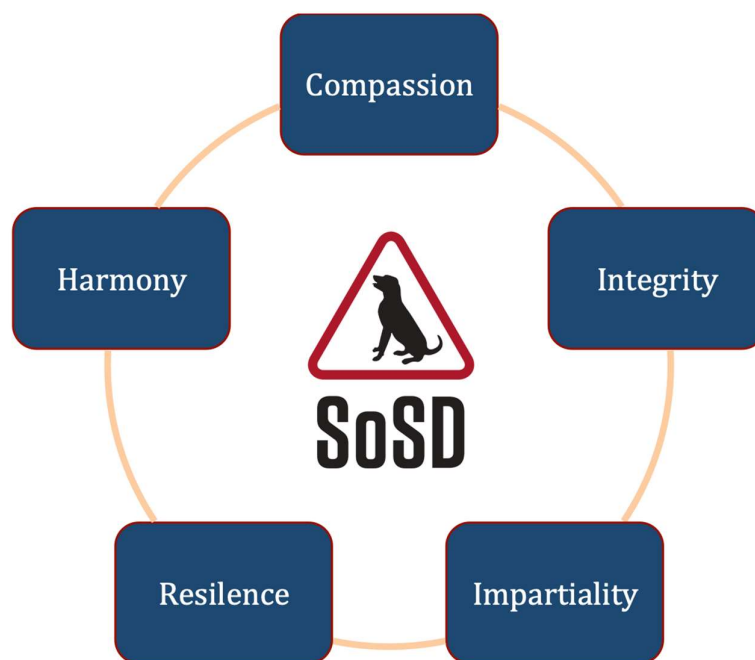 Compassion
Harmony
Integrity
SoSD
Resilence
Impartiality